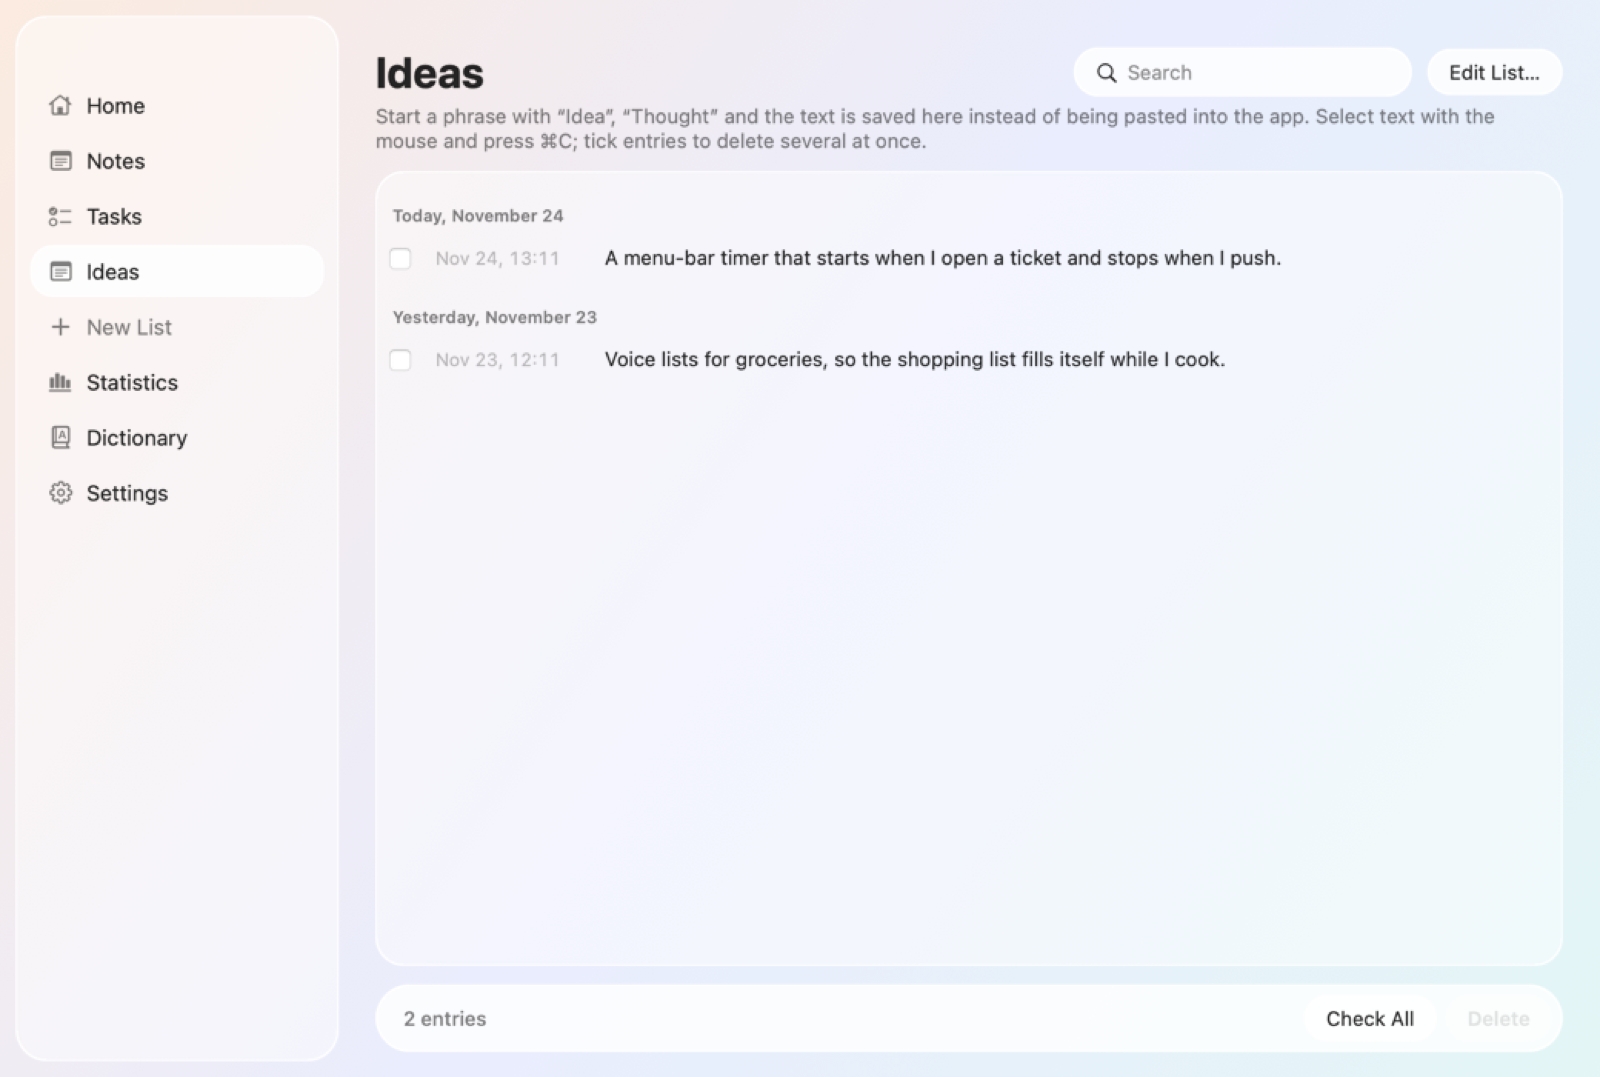 Home
Notes
Tasks
Ideas
New List
Statistics
Dictionary
Settings
Ideas
Search
Edit List...
Start a phrase with “Idea”, “Thought” and the text is saved here instead of being pasted into the app. Select text with the
mouse and press ⌘C; tick entries to delete several at once.
Today, November 24
Nov 24, 13:11 A menu-bar timer that starts when I open a ticket and stops when I push.
Yesterday, November 23
Nov 23, 12:11 Voice lists for groceries, so the shopping list fills itself while I cook.
2 entries
Check All
Delete